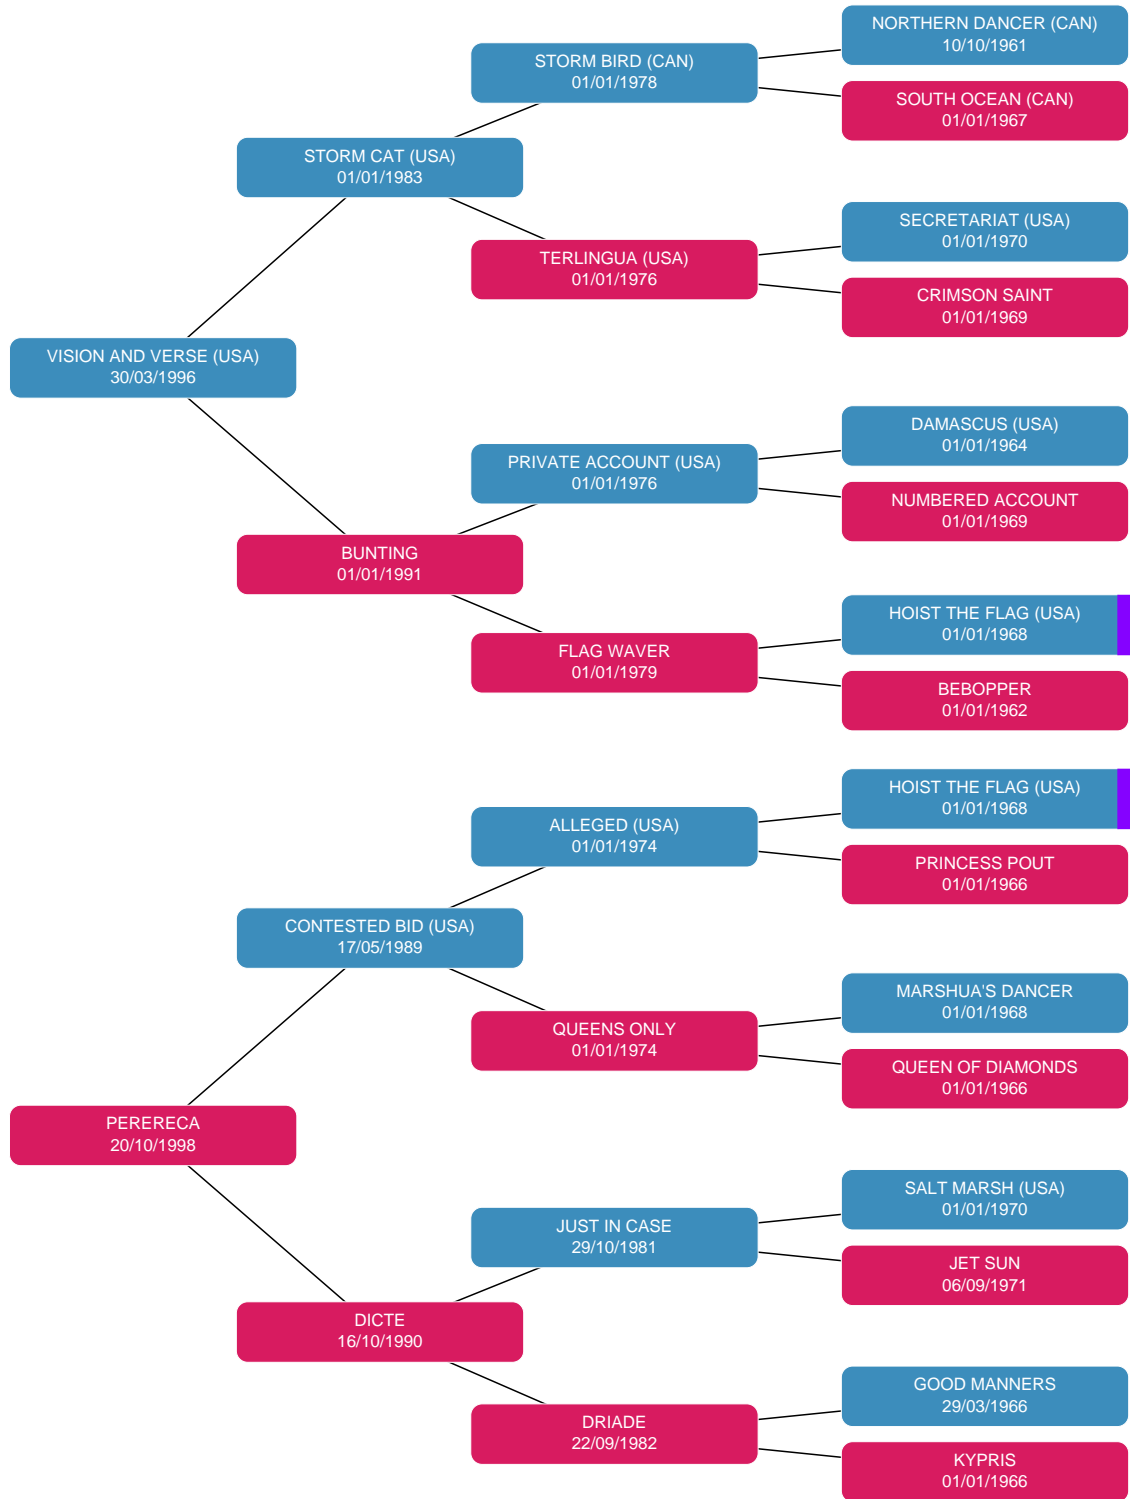 NORTHERN DANCER (CAN)
10/10/1961
STORM BIRD (CAN)
01/01/1978
SOUTH OCEAN (CAN)
01/01/1967
STORM CAT (USA)
01/01/1983
SECRETARIAT (USA)
01/01/1970
TERLINGUA (USA)
01/01/1976
CRIMSON SAINT
01/01/1969
VISION AND VERSE (USA)
30/03/1996
DAMASCUS (USA)
01/01/1964
PRIVATE ACCOUNT (USA)
01/01/1976
NUMBERED ACCOUNT
01/01/1969
BUNTING
01/01/1991
HOIST THE FLAG (USA)
01/01/1968
FLAG WAVER
01/01/1979
BEBOPPER
01/01/1962
HOIST THE FLAG (USA)
01/01/1968
ALLEGED (USA)
01/01/1974
PRINCESS POUT
01/01/1966
CONTESTED BID (USA)
17/05/1989
MARSHUA'S DANCER
01/01/1968
QUEENS ONLY
01/01/1974
QUEEN OF DIAMONDS
01/01/1966
PERERECA
20/10/1998
SALT MARSH (USA)
01/01/1970
JUST IN CASE
29/10/1981
JET SUN
06/09/1971
DICTE
16/10/1990
GOOD MANNERS
29/03/1966
DRIADE
22/09/1982
KYPRIS
01/01/1966